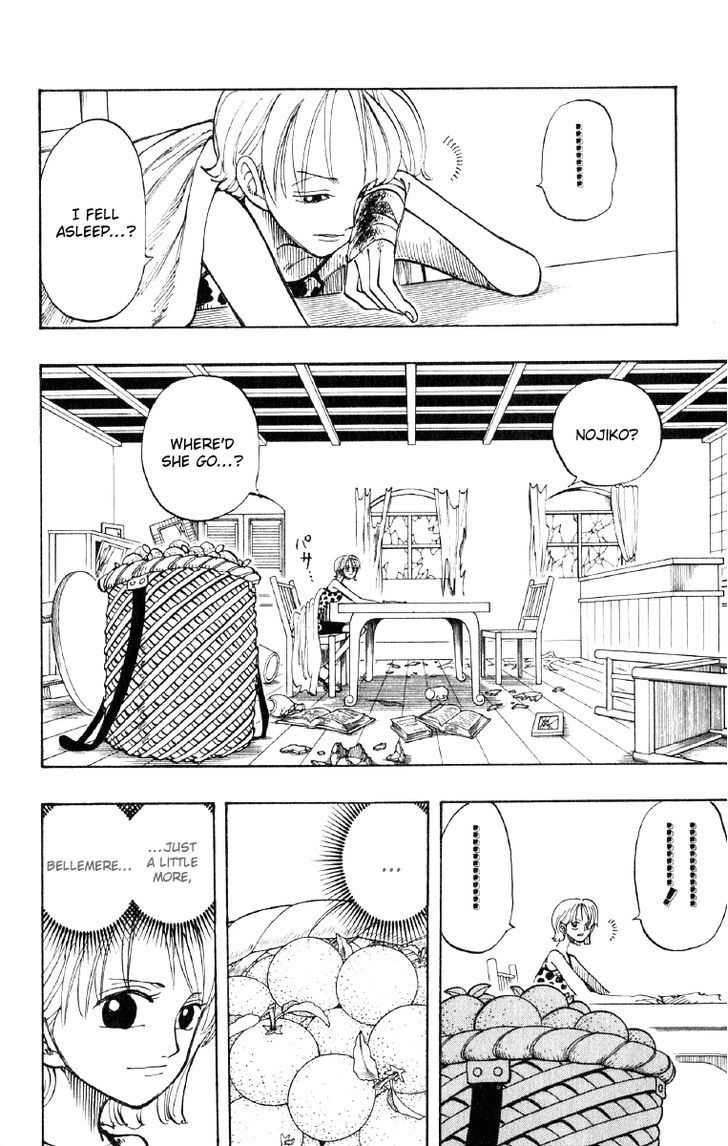 I FELL
ASLEEP...?
NOJIKO?
WHERE'D
SHE GO...?
パサ...
...
...JUST
A LITTLE
MORE,
BELLEMERE...